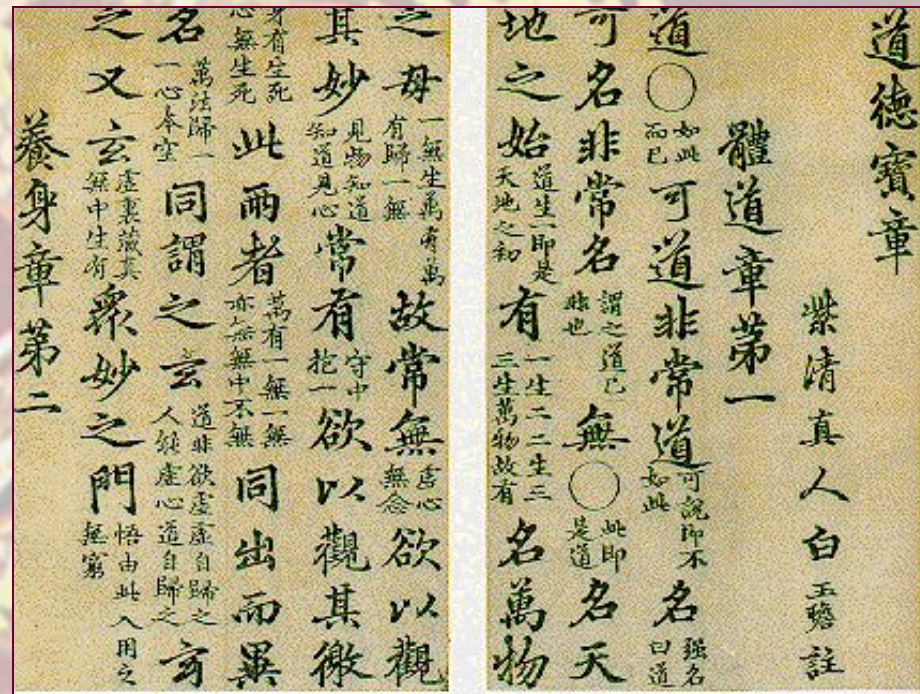 道德寶章
紫清真人白玉蟾註
體道章第一
道○如此而已可道非常道可說即不如此名強名曰道
可名非常名謂之道已非也無○此即是道名天
地之始道生一即是天地之初有一生二二生三三生萬物故有名萬物
之母一無生萬有萬有歸一無故常無虛心無念欲以觀
其妙見物知道知道見心常有守中抱一欲以觀其徼
身有生死心無生死此兩者萬有一無一無亦無無中不無同出而異
名萬法歸一一心本空同謂之玄道非欲虛虛自歸之人能虛心道自歸之玄
之又玄虛裏藏真無中生有眾妙之門悟由此入用之無窮
養身章第二